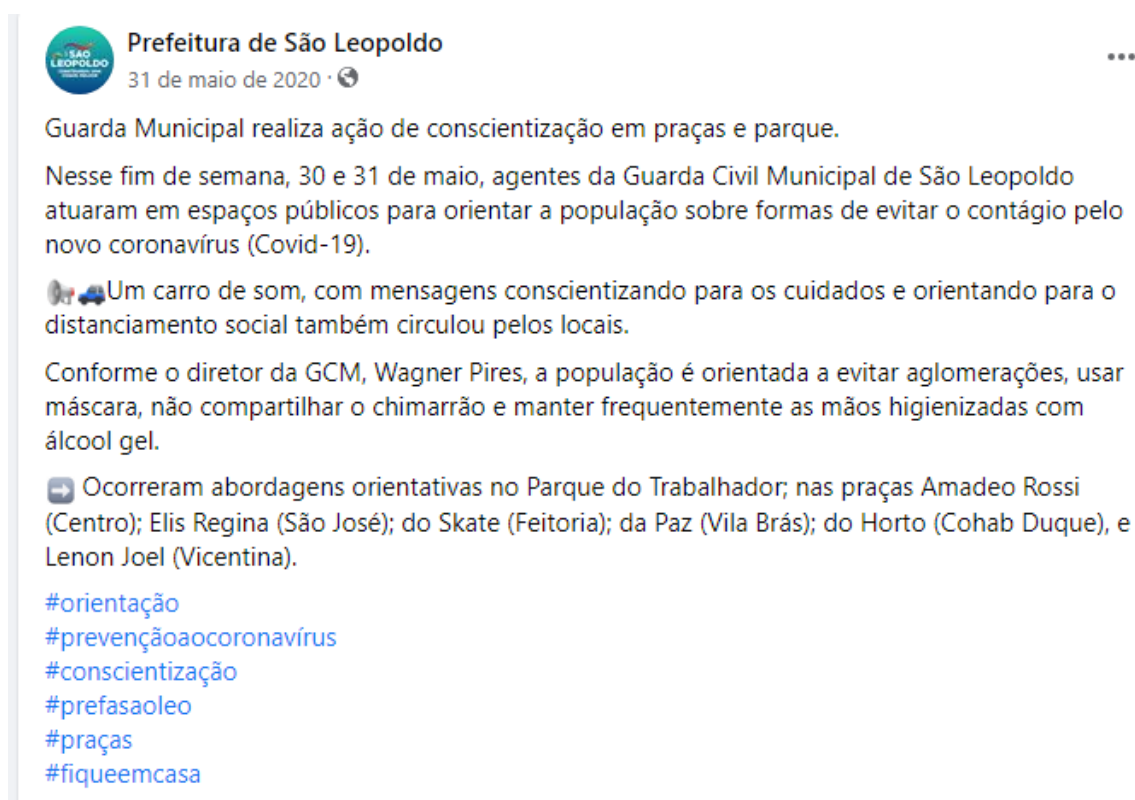 SÃO
LEOPOLDO
Prefeitura de São Leopoldo
31 de maio de 2020 ·
Guarda Municipal realiza ação de conscientização em praças e parque.
Nesse fim de semana, 30 e 31 de maio, agentes da Guarda Civil Municipal de São Leopoldo
atuaram em espaços públicos para orientar a população sobre formas de evitar o contágio pelo
novo coronavírus (Covid-19).
Um carro de som, com mensagens conscientizando para os cuidados e orientando para o
distanciamento social também circulou pelos locais.
Conforme o diretor da GCM, Wagner Pires, a população é orientada a evitar aglomerações, usar
máscara, não compartilhar o chimarrão e manter frequentemente as mãos higienizadas com
álcool gel.
Ocorreram abordagens orientativas no Parque do Trabalhador; nas praças Amadeo Rossi
(Centro); Elis Regina (São José); do Skate (Feitoria); da Paz (Vila Brás); do Horto (Cohab Duque), e
Lenon Joel (Vicentina).
#orientação
#prevençãoaocoronavírus
#conscientização
#prefasaoleo
#praças
#fiqueemcasa